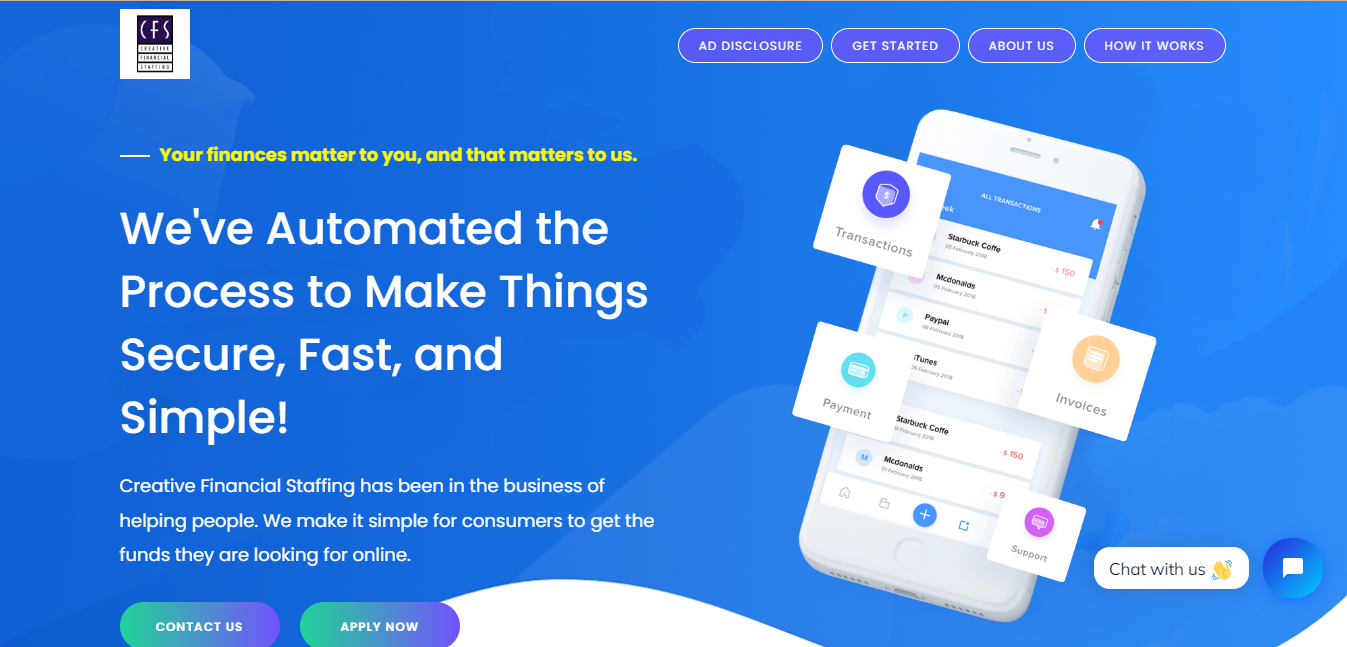 CFS
CREATIVE
FINANCIAL
STAFFING
AD DISCLOSURE
GET STARTED
ABOUT US
HOW IT WORKS
Your finances matter to you, and that matters to us.
We've Automated the
Process to Make Things
Secure, Fast, and
Simple!
Creative Financial Staffing has been in the business of
helping people. We make it simple for consumers to get the
funds they are looking for online.
CONTACT US
APPLY NOW
ALL TRANSACTIONS
Transactions
Starbuck Coffe
05 February 2018
- $ 150
Mcdonalds
05 February 2018
P
Paypal
08 February 2018
iTunes
Invoices
Payment
Starbuck Coffe
01 February 2018
- $ 150
M
Mcdonalds
01 February 2018
- $ 9
Support
Chat with us 👋